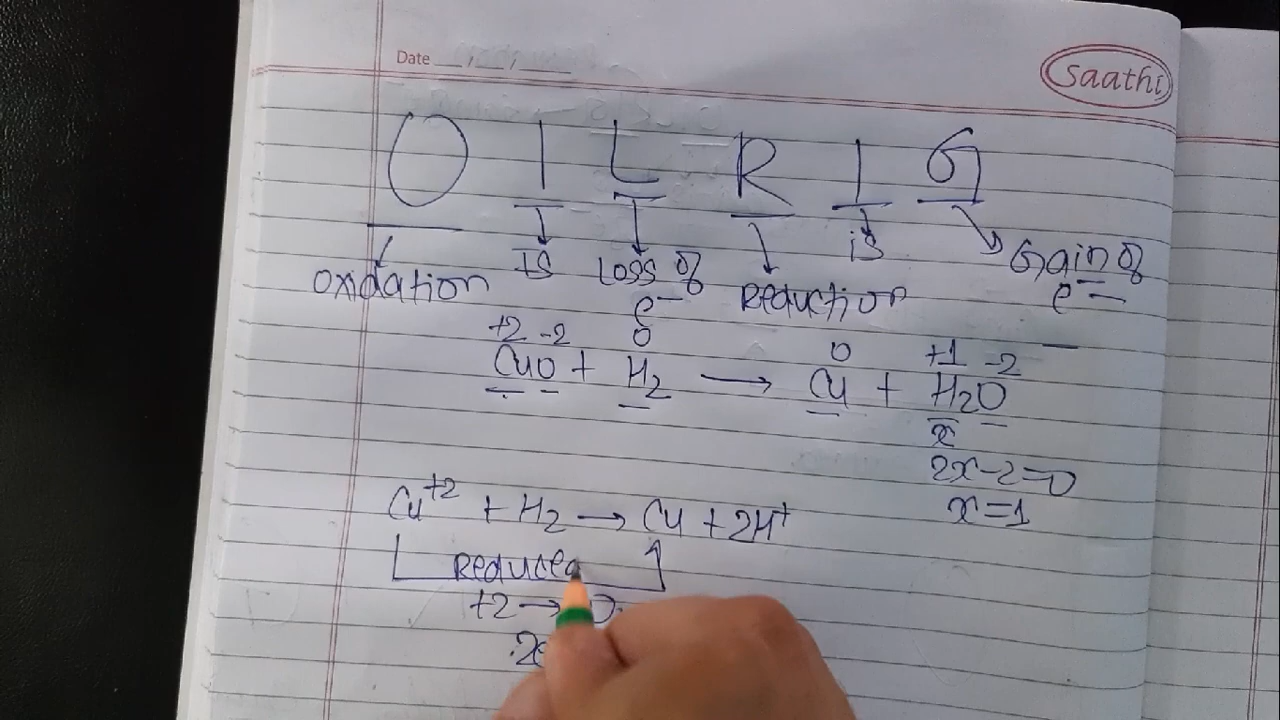 Date
Saathi
O I L R I G
oxidation Is Loss of Reduction is Gain of
e⁻ e⁻
+2 -2 0 0 +1 -2
CuO + H₂ → Cu + H₂O
x
2x-2=0
x=1
Cu⁺² + H₂ → Cu + 2H⁺
Reduced
+2 → 0